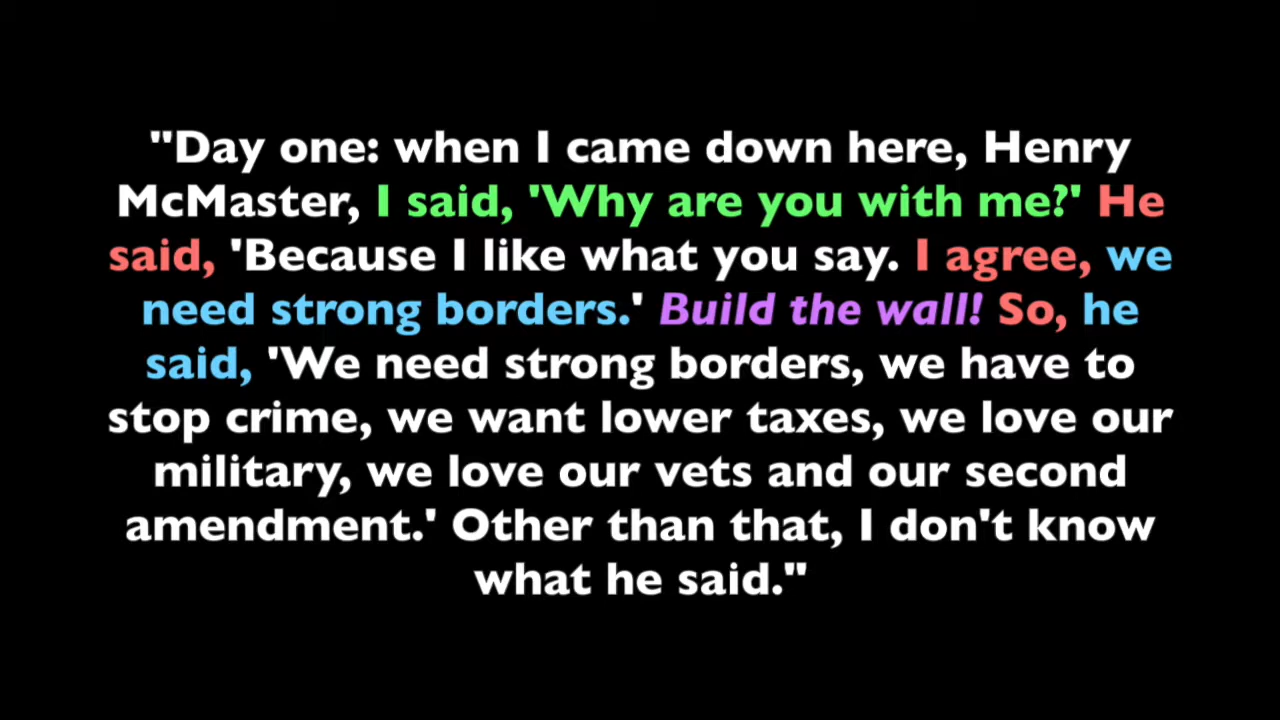 "Day one: when I came down here, Henry
McMaster, I said, 'Why are you with me?' He
said, 'Because I like what you say. I agree, we
need strong borders.' Build the wall! So, he
said, 'We need strong borders, we have to
stop crime, we want lower taxes, we love our
military, we love our vets and our second
amendment.' Other than that, I don't know
what he said."